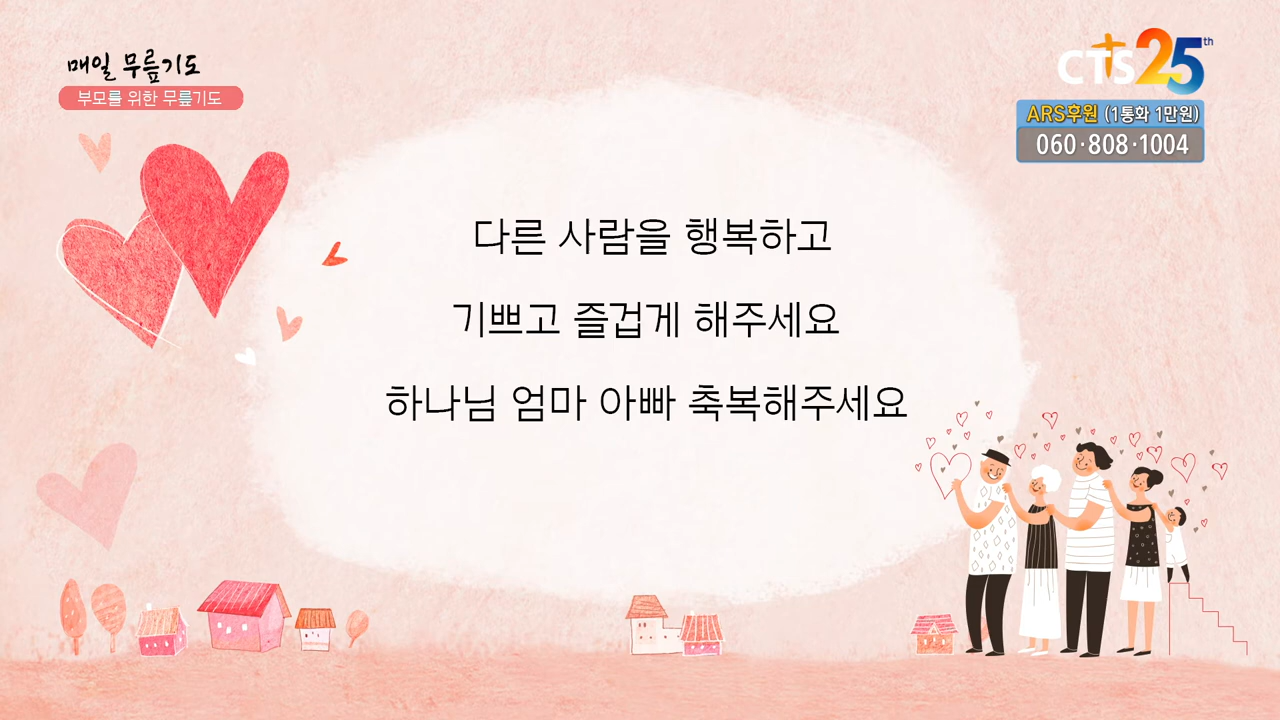 매일 무릎기도
부모를 위한 무릎기도
CTS25th
ARS후원 (1통화 1만원)
060·808·1004
다른 사람을 행복하고
기쁘고 즐겁게 해주세요
하나님 엄마 아빠 축복해주세요